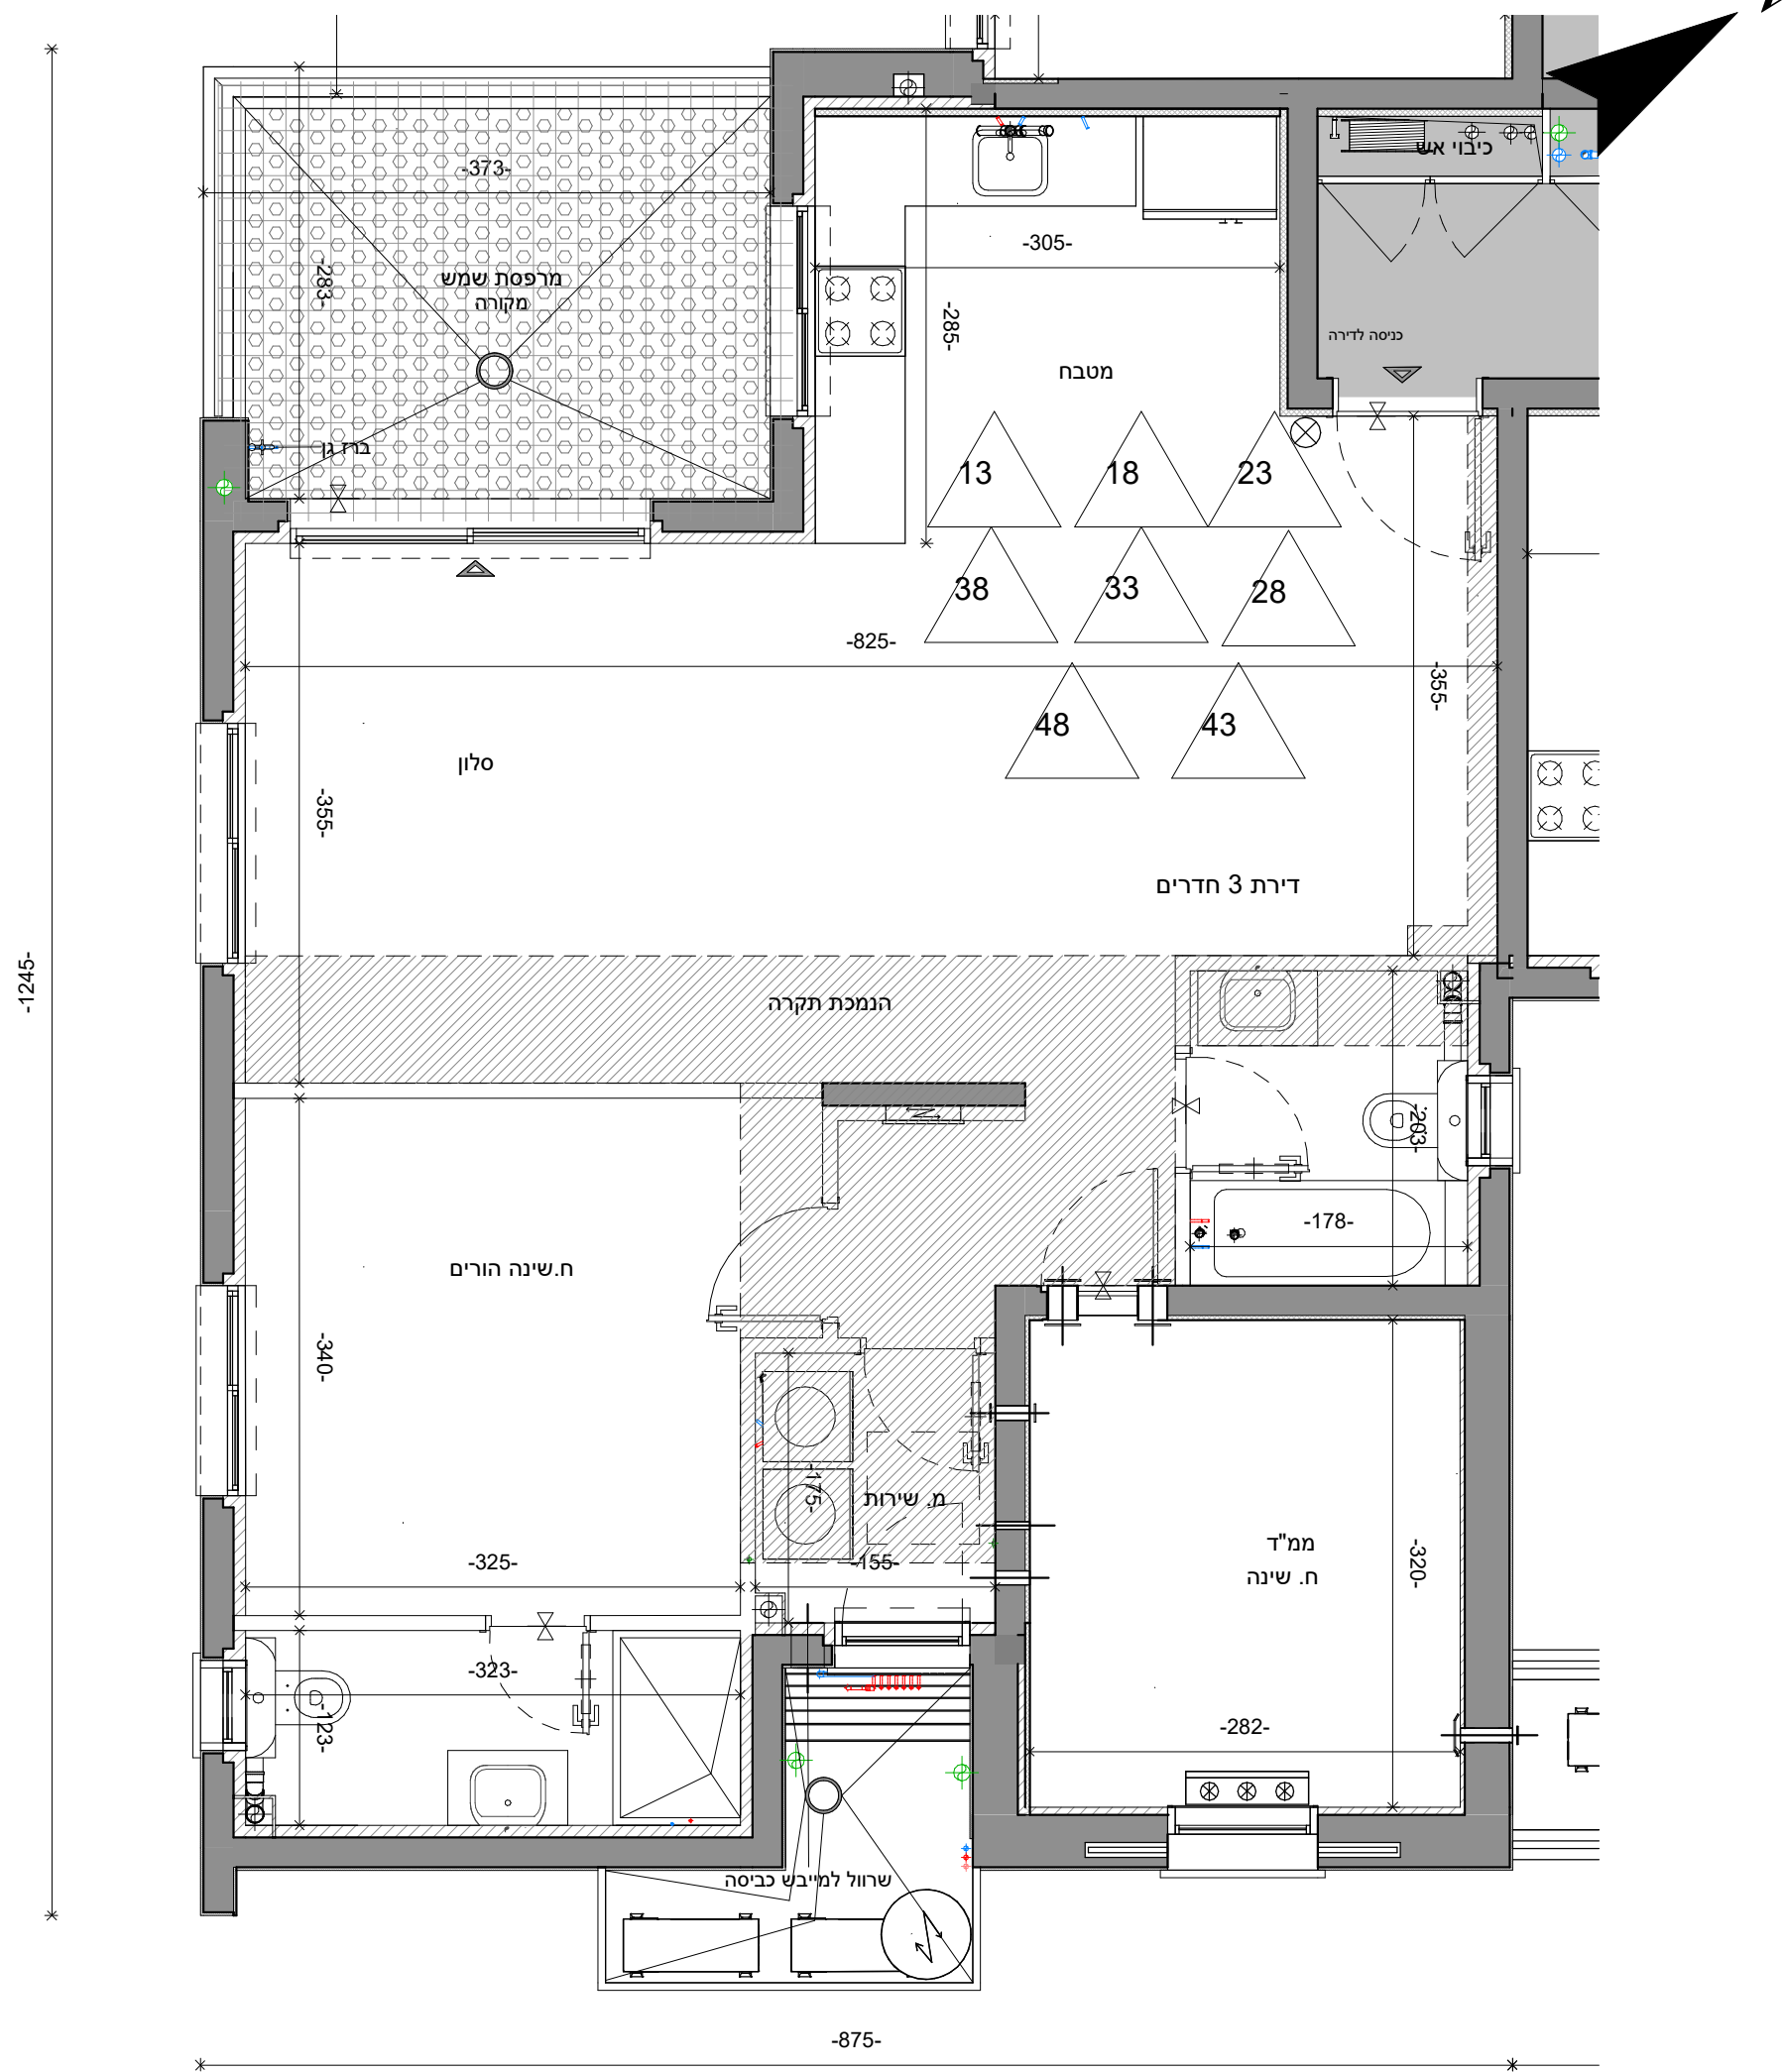 -373-
כיבוי אש
-305-
-283-
מרפסת שמש
מקורה
-285-
כניסה לדירה
מטבח
ברז גן
13
18
23
38
33
28
-825-
-355-
48
43
סלון
-355-
דירת 3 חדרים
-1245-
הנמכת תקרה
-203-
-178-
ח.שינה הורים
-340-
-175-
מ. שירות
ממ"ד
ח. שינה
-320-
-325-
-155-
-323-
-123-
-282-
שרוול למייבש כביסה
-875-